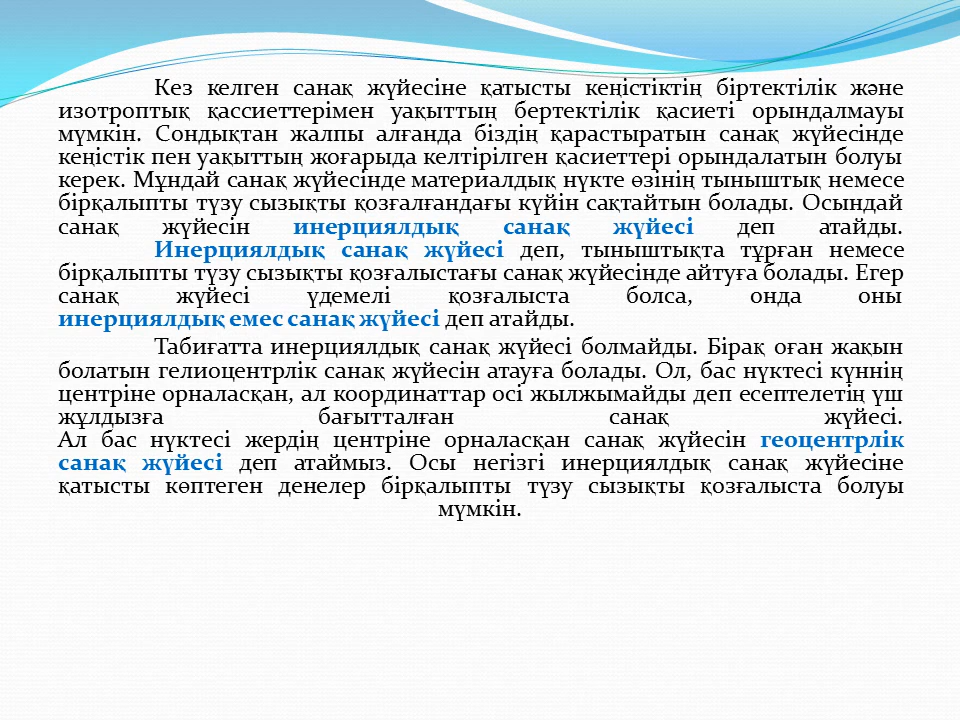 Кез келген санақ жүйесіне қатысты кеңістіктің біртектілік және
изотроптық қассиеттерімен уақыттың бертектілік қасиеті орындалмауы
мүмкін. Сондықтан жалпы алғанда біздің қарастыратын санақ жүйесінде
кеңістік пен уақыттың жоғарыда келтірілген қасиеттері орындалатын болуы
керек. Мұндай санақ жүйесінде материалдық нүкте өзінің тыныштық немесе
бірқалыпты түзу сызықты қозғалғандағы күйін сақтайтын болады. Осындай
санақ жүйесін инерциялдық санақ жүйесі деп атайды.
Инерциялдық санақ жүйесі деп, тыныштықта тұрған немесе
бірқалыпты түзу сызықты қозғалыстағы санақ жүйесінде айтуға болады. Егер
санақ жүйесі үдемелі қозғалыста болса, онда оны
инерциялдық емес санақ жүйесі деп атайды.
Табиғатта инерциялдық санақ жүйесі болмайды. Бірақ оған жақын
болатын гелиоцентрлік санақ жүйесін атауға болады. Ол, бас нүктесі күннің
центріне орналасқан, ал координаттар осі жылжымайды деп есептелетің үш
жұлдызға бағытталған санақ жүйесі.
Ал бас нүктесі жердің центріне орналасқан санақ жүйесін геоцентрлік
санақ жүйесі деп атаймыз. Осы негізгі инерциялдық санақ жүйесіне
қатысты көптеген денелер бірқалыпты түзу сызықты қозғалыста болуы
мүмкін.